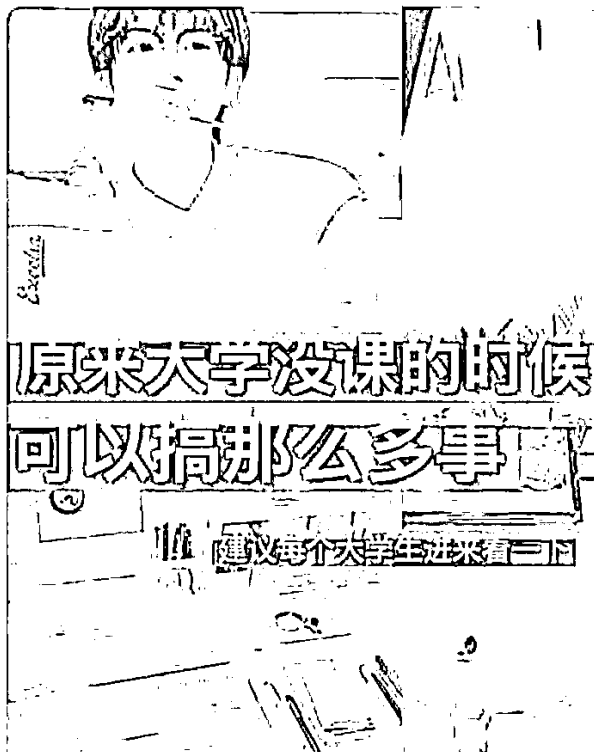 原来大学没课的时候
可以搞那么多事
建议每个大学生进来看一下